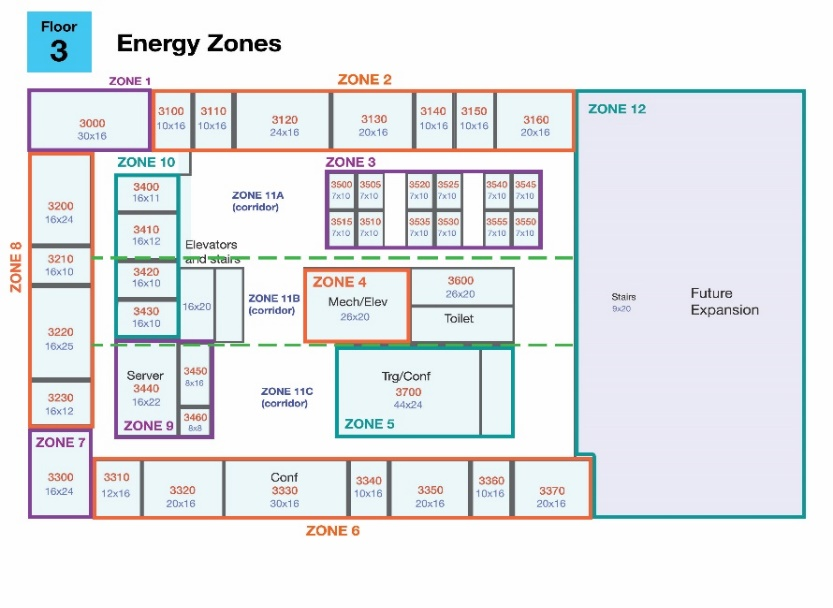 Floor
3
Energy Zones
ZONE 1
ZONE 2
3000
30x16
3100
10x16
3110
10x16
3120
24x16
3130
20x16
3140
10x16
3150
10x16
3160
20x16
ZONE 12
ZONE 10
ZONE 3
3400
16x11
3410
16x12
3420
16x10
3430
16x10
ZONE 11A
(corridor)
3500
7x10
3505
7x10
3520
7x10
3525
7x10
3540
7x10
3545
7x10
3515
7x10
3510
7x10
3535
7x10
3530
7x10
3555
7x10
3550
7x10
ZONE 8
3200
16x24
3210
16x10
3220
16x25
3230
16x12
Elevators
and stairs
16x20
ZONE 11B
(corridor)
ZONE 4
Mech/Elev
26x20
3600
26x20
Toilet
Stairs
9x20
Future
Expansion
Server
3440
16x22
ZONE 9
3450
8x16
3460
8x8
ZONE 11C
(corridor)
Trg/Conf
3700
44x24
ZONE 5
ZONE 7
3300
16x24
3310
12x16
3320
20x16
Conf
3330
30x16
3340
10x16
3350
20x16
3360
10x16
3370
20x16
ZONE 6